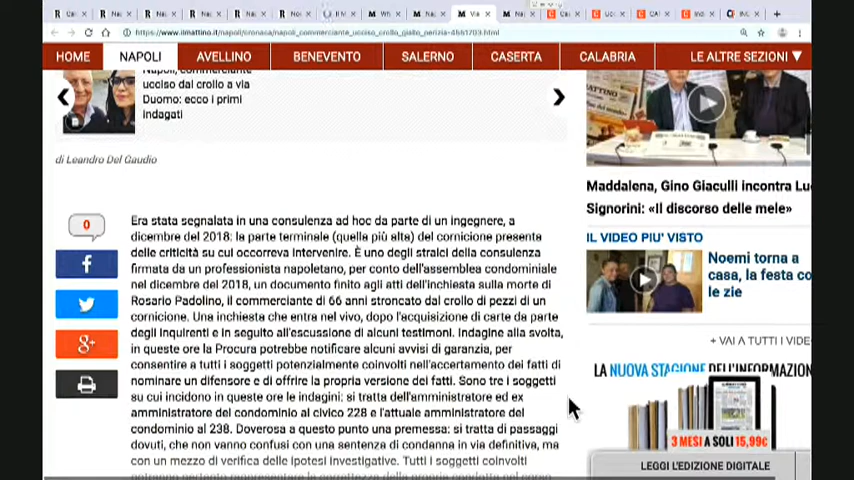 https://www.ilmattino.it/napoli/cronaca/napoli_commerciante_ucciso_crollo_giallo_perizia-4561703.html
HOME NAPOLI AVELLINO BENEVENTO SALERNO CASERTA CALABRIA LE ALTRE SEZIONI ▼
Napoli, commerciante
ucciso dal crollo a via
Duomo: ecco i primi
indagati
di Leandro Del Gaudio
0
Era stata segnalata in una consulenza ad hoc da parte di un ingegnere, a
dicembre del 2018: la parte terminale (quella più alta) del cornicione presenta
delle criticità su cui occorreva intervenire. È uno degli stralci della consulenza
firmata da un professionista napoletano, per conto dell'assemblea condominiale
nel dicembre del 2018, un documento finito agli atti dell'inchiesta sulla morte di
Rosario Padolino, il commerciante di 66 anni stroncato dal crollo di pezzi di un
cornicione. Una inchiesta che entra nel vivo, dopo l'acquisizione di carte da parte
degli inquirenti e in seguito all'escussione di alcuni testimoni. Indagine alla svolta,
in queste ore la Procura potrebbe notificare alcuni avvisi di garanzia, per
consentire a tutti i soggetti potenzialmente coinvolti nell'accertamento dei fatti di
nominare un difensore e di offrire la propria versione dei fatti. Sono tre i soggetti
su cui incidono in queste ore le indagini: si tratta dell'amministratore ed ex
amministratore del condominio al civico 228 e l'attuale amministratore del
condominio al 238. Doverosa a questo punto una premessa: si tratta di passaggi
dovuti, che non vanno confusi con una sentenza di condanna in via definitiva, ma
con un mezzo di verifica delle ipotesi investigative. Tutti i soggetti coinvolti
Maddalena, Gino Giaculli incontra Lu
Signorini: «Il discorso delle mele»
IL VIDEO PIU' VISTO
Noemi torna a
casa, la festa co
le zie
+ VAI A TUTTI I VIDE
LA NUOVA STAGIONE DELL'INFORMAZION
3 MESI A SOLI 15,99€
LEGGI L'EDIZIONE DIGITALE